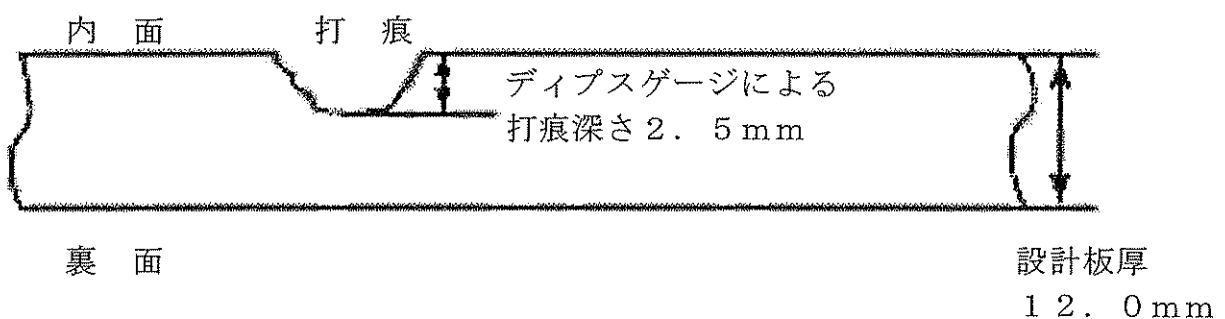 内　面　　　打　痕
ディプスゲージによる
打痕深さ２．５ｍｍ
裏　面
設計板厚
１２．０ｍｍ